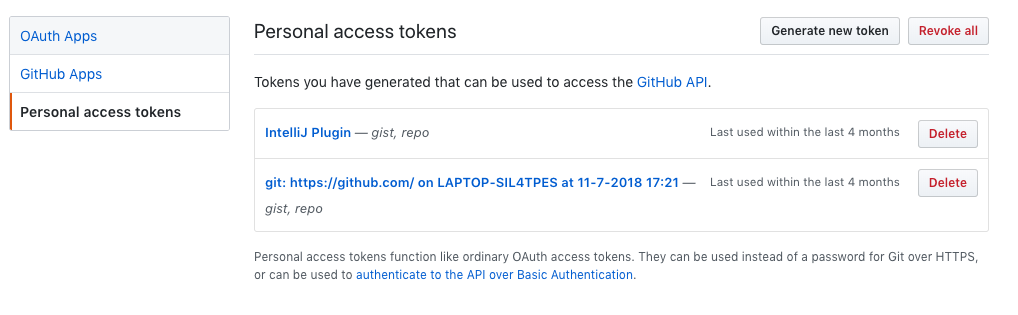 OAuth Apps
GitHub Apps
Personal access tokens
Personal access tokens
Generate new token
Revoke all
Tokens you have generated that can be used to access the GitHub API.
IntelliJ Plugin — gist, repo
Last used within the last 4 months
Delete
git: https://github.com/ on LAPTOP-SIL4TPES at 11-7-2018 17:21 —
gist, repo
Last used within the last 4 months
Delete
Personal access tokens function like ordinary OAuth access tokens. They can be used instead of a password for Git over HTTPS,
or can be used to authenticate to the API over Basic Authentication.